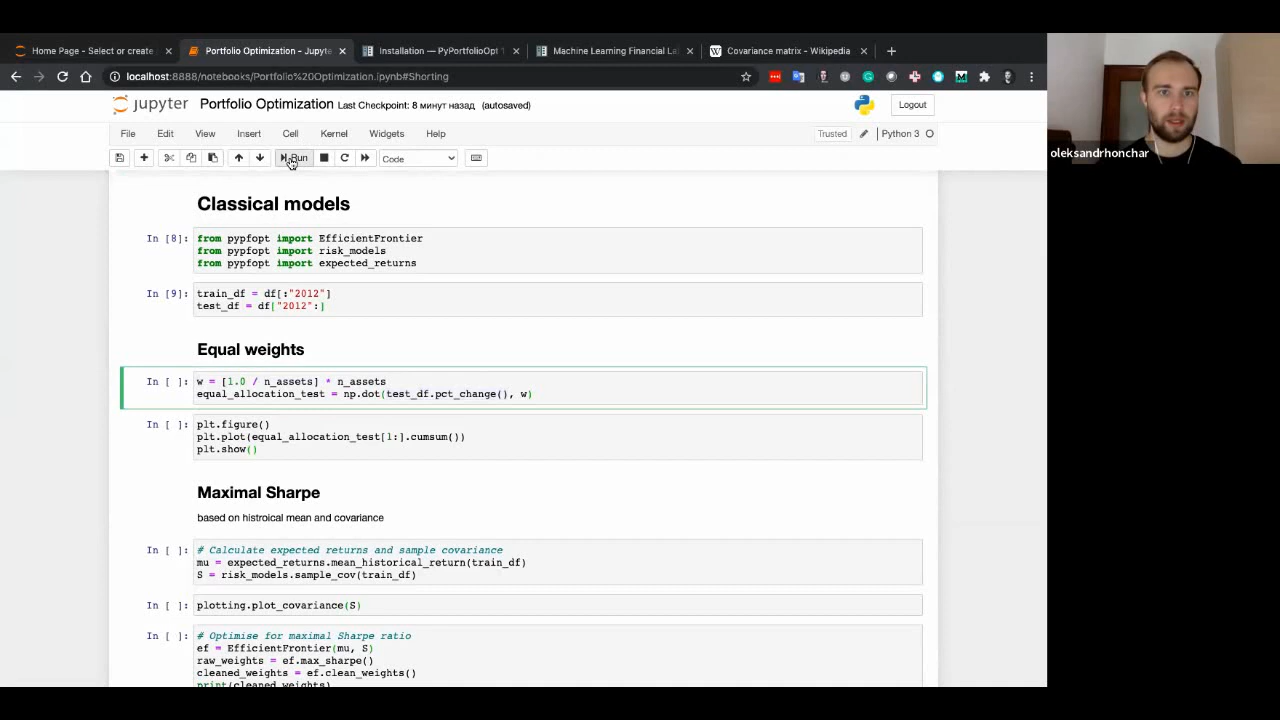 Home Page - Select or create
Portfolio Optimization - Jupyte
Installation — PyPortfolioOpt
Machine Learning Financial La
Covariance matrix - Wikipedia
localhost:8888/notebooks/Portfolio%20Optimization.ipynb#Shorting
jupyter Portfolio Optimization Last Checkpoint: 8 минут назад (autosaved)
Logout
File Edit View Insert Cell Kernel Widgets Help
Trusted
Python 3
Run
Code
oleksandrhonchar
Classical models
In [8]: from pypfopt import EfficientFrontier
from pypfopt import risk_models
from pypfopt import expected_returns
In [9]: train_df = df[:"2012"]
test_df = df["2012":]
Equal weights
In [ ]: w = [1.0 / n_assets] * n_assets
equal_allocation_test = np.dot(test_df.pct_change(), w)
In [ ]: plt.figure()
plt.plot(equal_allocation_test[1:].cumsum())
plt.show()
Maximal Sharpe
based on histroical mean and covariance
In [ ]: # Calculate expected returns and sample covariance
mu = expected_returns.mean_historical_return(train_df)
S = risk_models.sample_cov(train_df)
In [ ]: plotting.plot_covariance(S)
In [ ]: # Optimise for maximal Sharpe ratio
ef = EfficientFrontier(mu, S)
raw_weights = ef.max_sharpe()
cleaned_weights = ef.clean_weights()
print(cleaned_weights)